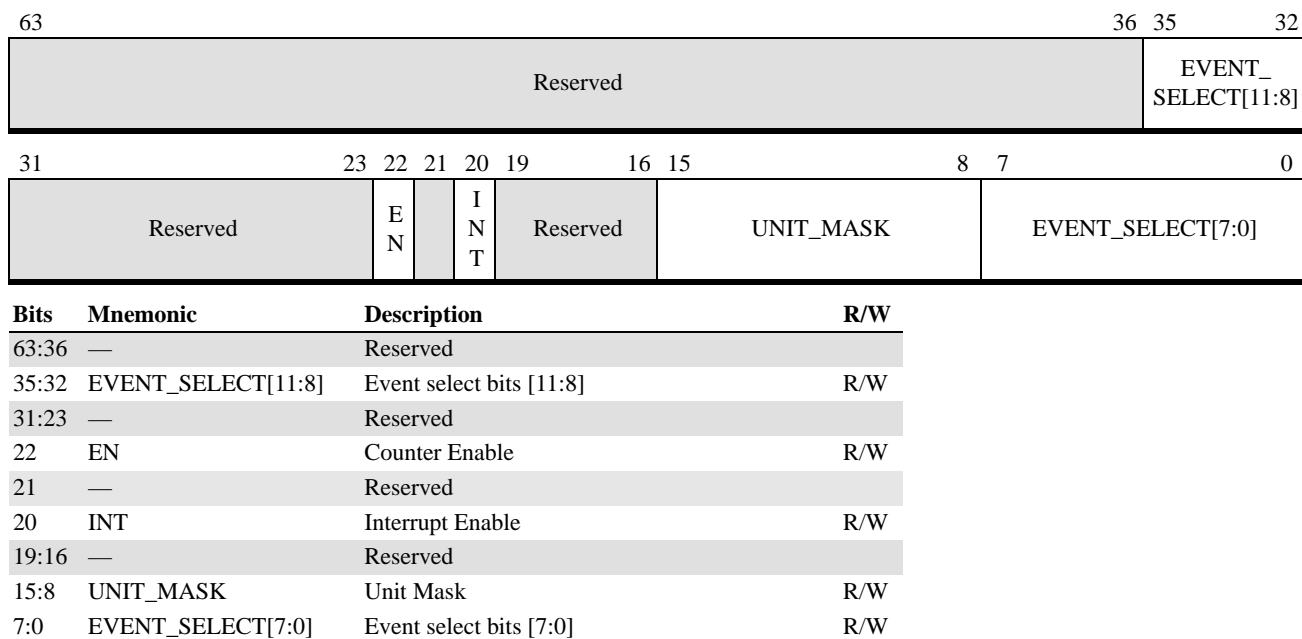 63 36 35 32
Reserved EVENT_
SELECT[11:8]
31 23 22 21 20 19 16 15 8 7 0
Reserved EN INT Reserved UNIT_MASK EVENT_SELECT[7:0]
Bits Mnemonic Description R/W
63:36 — Reserved
35:32 EVENT_SELECT[11:8] Event select bits [11:8] R/W
31:23 — Reserved
22 EN Counter Enable R/W
21 — Reserved
20 INT Interrupt Enable R/W
19:16 — Reserved
15:8 UNIT_MASK Unit Mask R/W
7:0 EVENT_SELECT[7:0] Event select bits [7:0] R/W